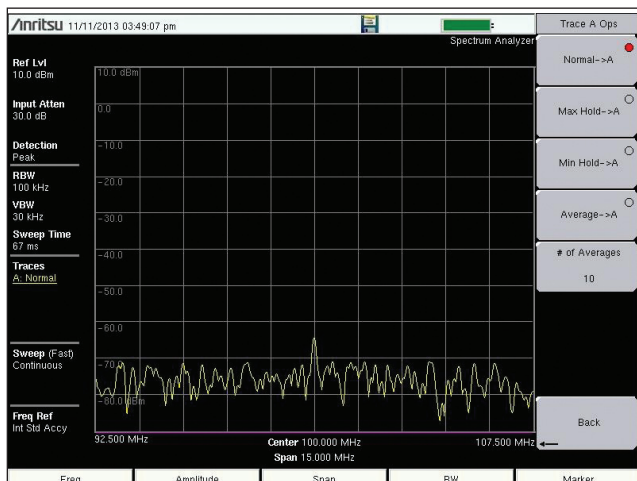 Anritsu 11/11/2013 03:49:07 pm
Spectrum Analyzer
Trace A Ops
Ref Lvl
10.0 dBm
Input Atten
30.0 dB
Detection
Peak
RBW
100 kHz
VBW
30 kHz
Sweep Time
67 ms
Traces
A: Normal
Sweep (Fast)
Continuous
Freq Ref
Int Std Accy
10.0 dBm
0.0
-10.0
-20.0
-30.0
-40.0
-50.0
-60.0
-70.0
-80.0 dBm
92.500 MHz
Center 100.000 MHz
107.500 MHz
Span 15.000 MHz
Normal->A
Max Hold->A
Min Hold->A
Average->A
# of Averages
10
Back
Freq Amplitude Span BW Marker